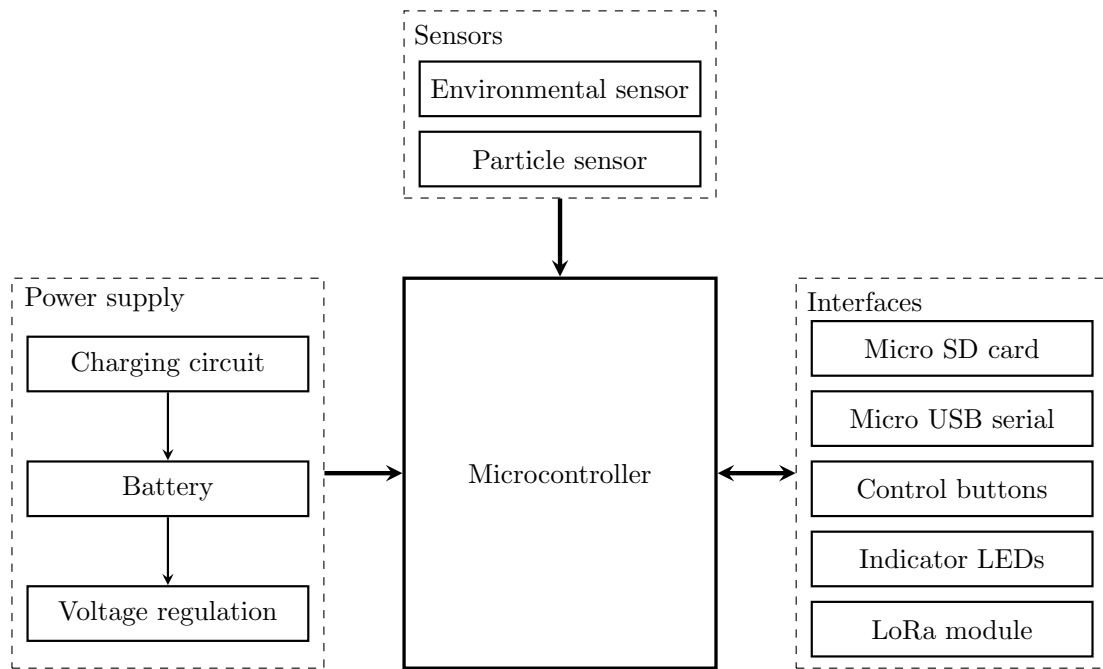 Sensors
Environmental sensor
Particle sensor
Power supply
Charging circuit
Battery
Voltage regulation
Microcontroller
Interfaces
Micro SD card
Micro USB serial
Control buttons
Indicator LEDs
LoRa module